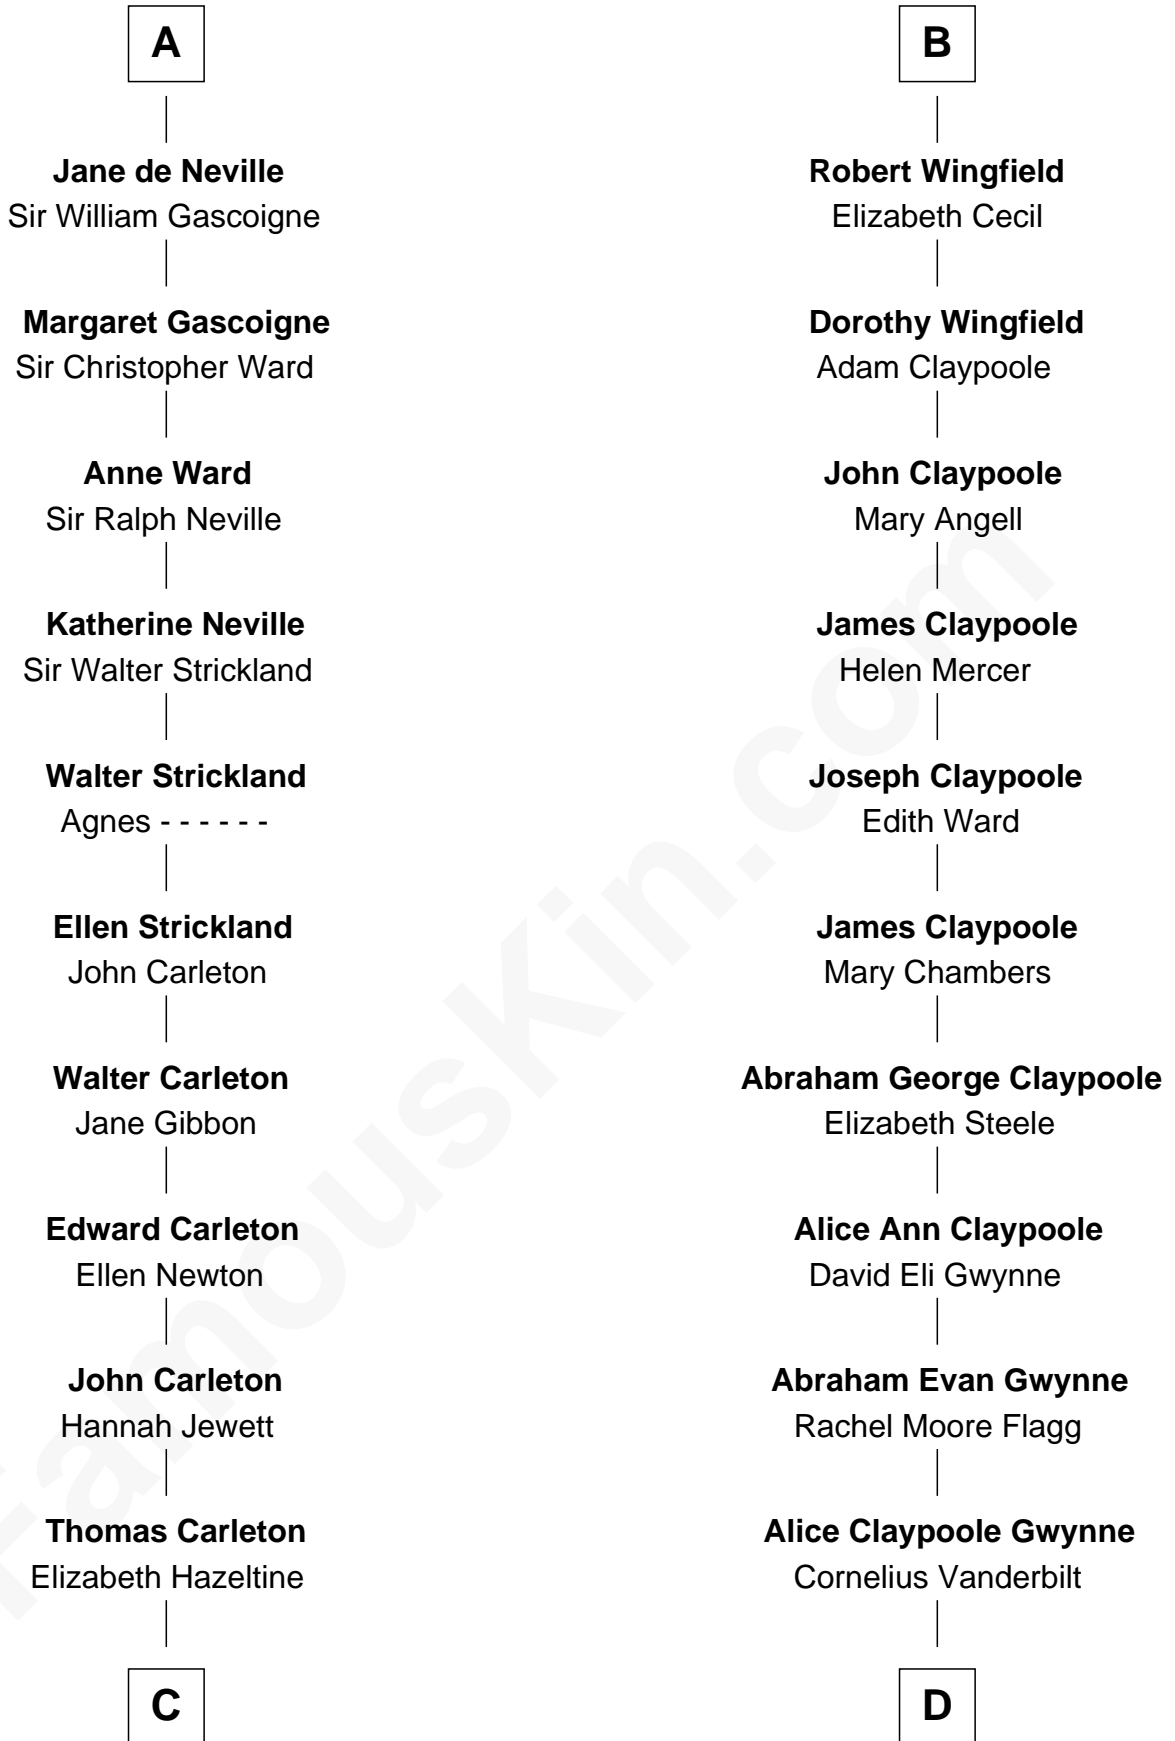 A
Jane de Neville
Sir William Gascoigne
Margaret Gascoigne
Sir Christopher Ward
Anne Ward
Sir Ralph Neville
Katherine Neville
Sir Walter Strickland
Walter Strickland
Agnes - - - - - -
Ellen Strickland
John Carleton
Walter Carleton
Jane Gibbon
Edward Carleton
Ellen Newton
John Carleton
Hannah Jewett
Thomas Carleton
Elizabeth Hazeltine
C
B
Robert Wingfield
Elizabeth Cecil
Dorothy Wingfield
Adam Claypoole
John Claypoole
Mary Angell
James Claypoole
Helen Mercer
Joseph Claypoole
Edith Ward
James Claypoole
Mary Chambers
Abraham George Claypoole
Elizabeth Steele
Alice Ann Claypoole
David Eli Gwynne
Abraham Evan Gwynne
Rachel Moore Flagg
Alice Claypoole Gwynne
Cornelius Vanderbilt
D
FamousKin.com